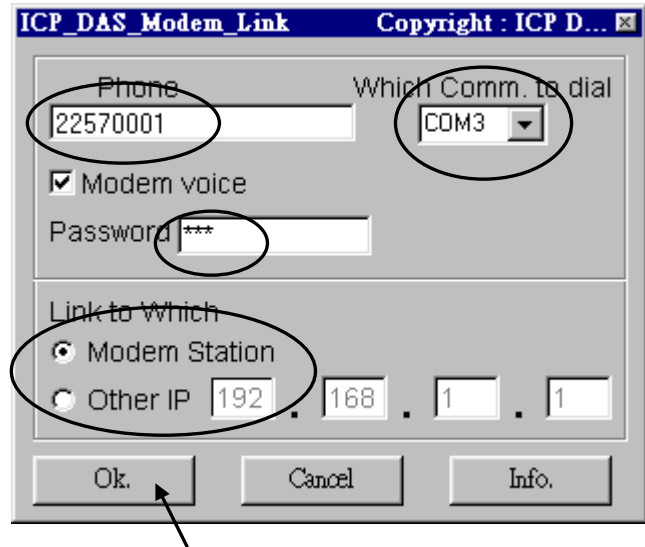 ICP_DAS_Modem_Link Copyright : ICP D...
Phone Which Comm. to dial
22570001 COM3
Modem voice
Password ***
Link to Which
Modem Station
Other IP 192 . 168 . 1 . 1
Ok. Cancel Info.